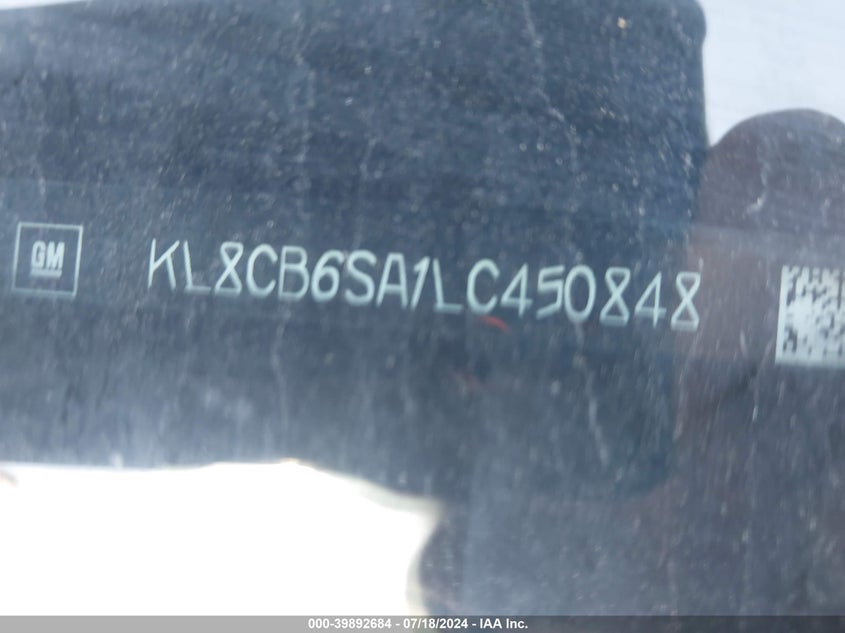 GM KL8CB6SA1LC450848
000-39892684 - 07/18/2024 - IAA Inc.